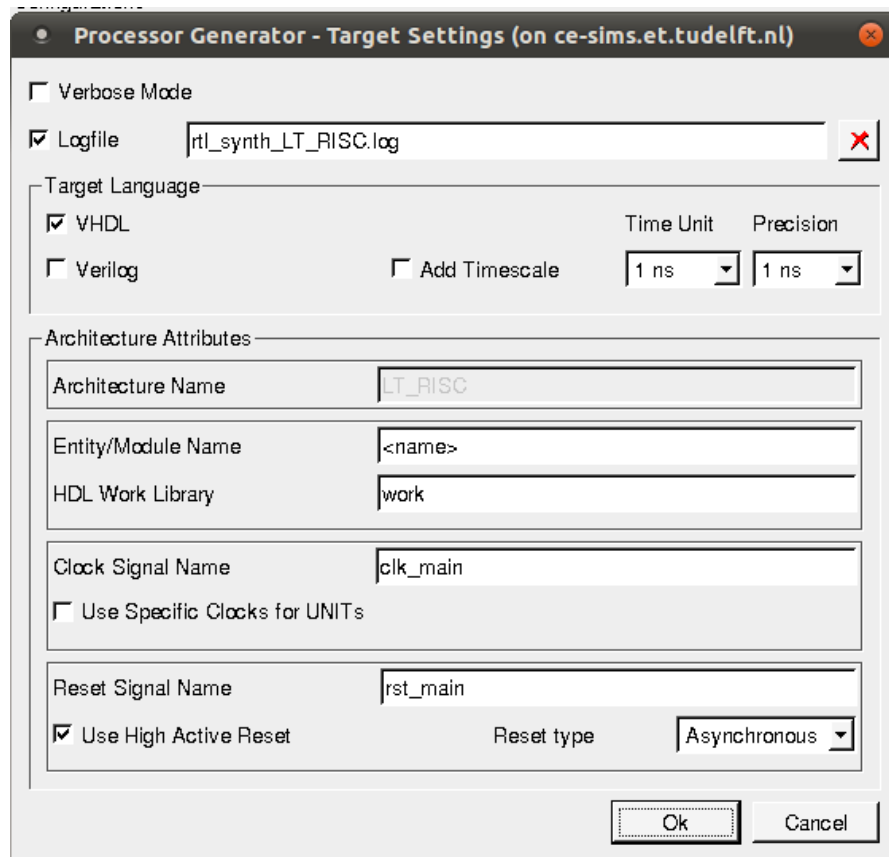 Configurations
Processor Generator - Target Settings (on ce-sims.et.tudelft.nl)
Verbose Mode
Logfile rtl_synth_LT_RISC.log
Target Language
VHDL Time Unit Precision
Verilog Add Timescale 1 ns 1 ns
Architecture Attributes
Architecture Name LT_RISC
Entity/Module Name <name>
HDL Work Library work
Clock Signal Name clk_main
Use Specific Clocks for UNITs
Reset Signal Name rst_main
Use High Active Reset Reset type Asynchronous
Ok Cancel